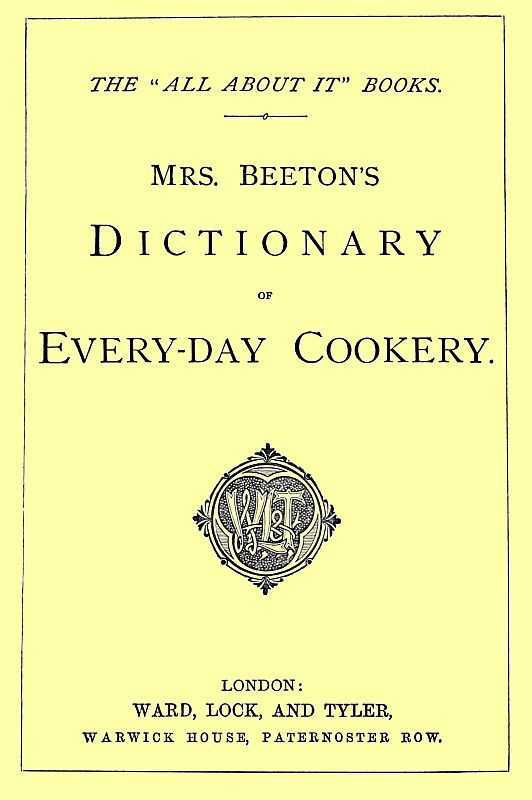 THE "ALL ABOUT IT" BOOKS.
MRS. BEETON'S
DICTIONARY
OF
EVERY-DAY COOKERY.
WL&T
LONDON:
WARD, LOCK, AND TYLER,
WARWICK HOUSE, PATERNOSTER ROW.